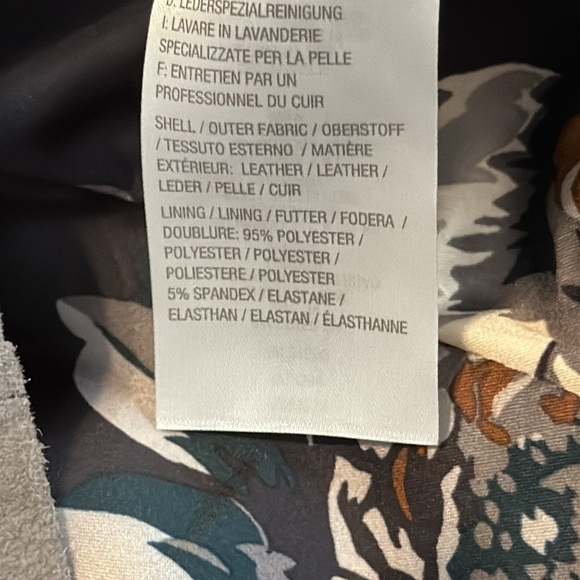 D: LEDERSPEZIALREINIGUNG
I: LAVARE IN LAVANDERIE
SPECIALIZZATE PER LA PELLE
F: ENTRETIEN PAR UN
PROFESSIONNEL DU CUIR
SHELL / OUTER FABRIC / OBERSTOFF
/ TESSUTO ESTERNO / MATIÈRE
EXTÉRIEUR: LEATHER / LEATHER /
LEDER / PELLE / CUIR
LINING / LINING / FUTTER / FODERA /
DOUBLURE: 95% POLYESTER /
POLYESTER / POLYESTER /
POLIESTERE / POLYESTER
5% SPANDEX / ELASTANE /
ELASTHAN / ELASTAN / ÉLASTHANNE